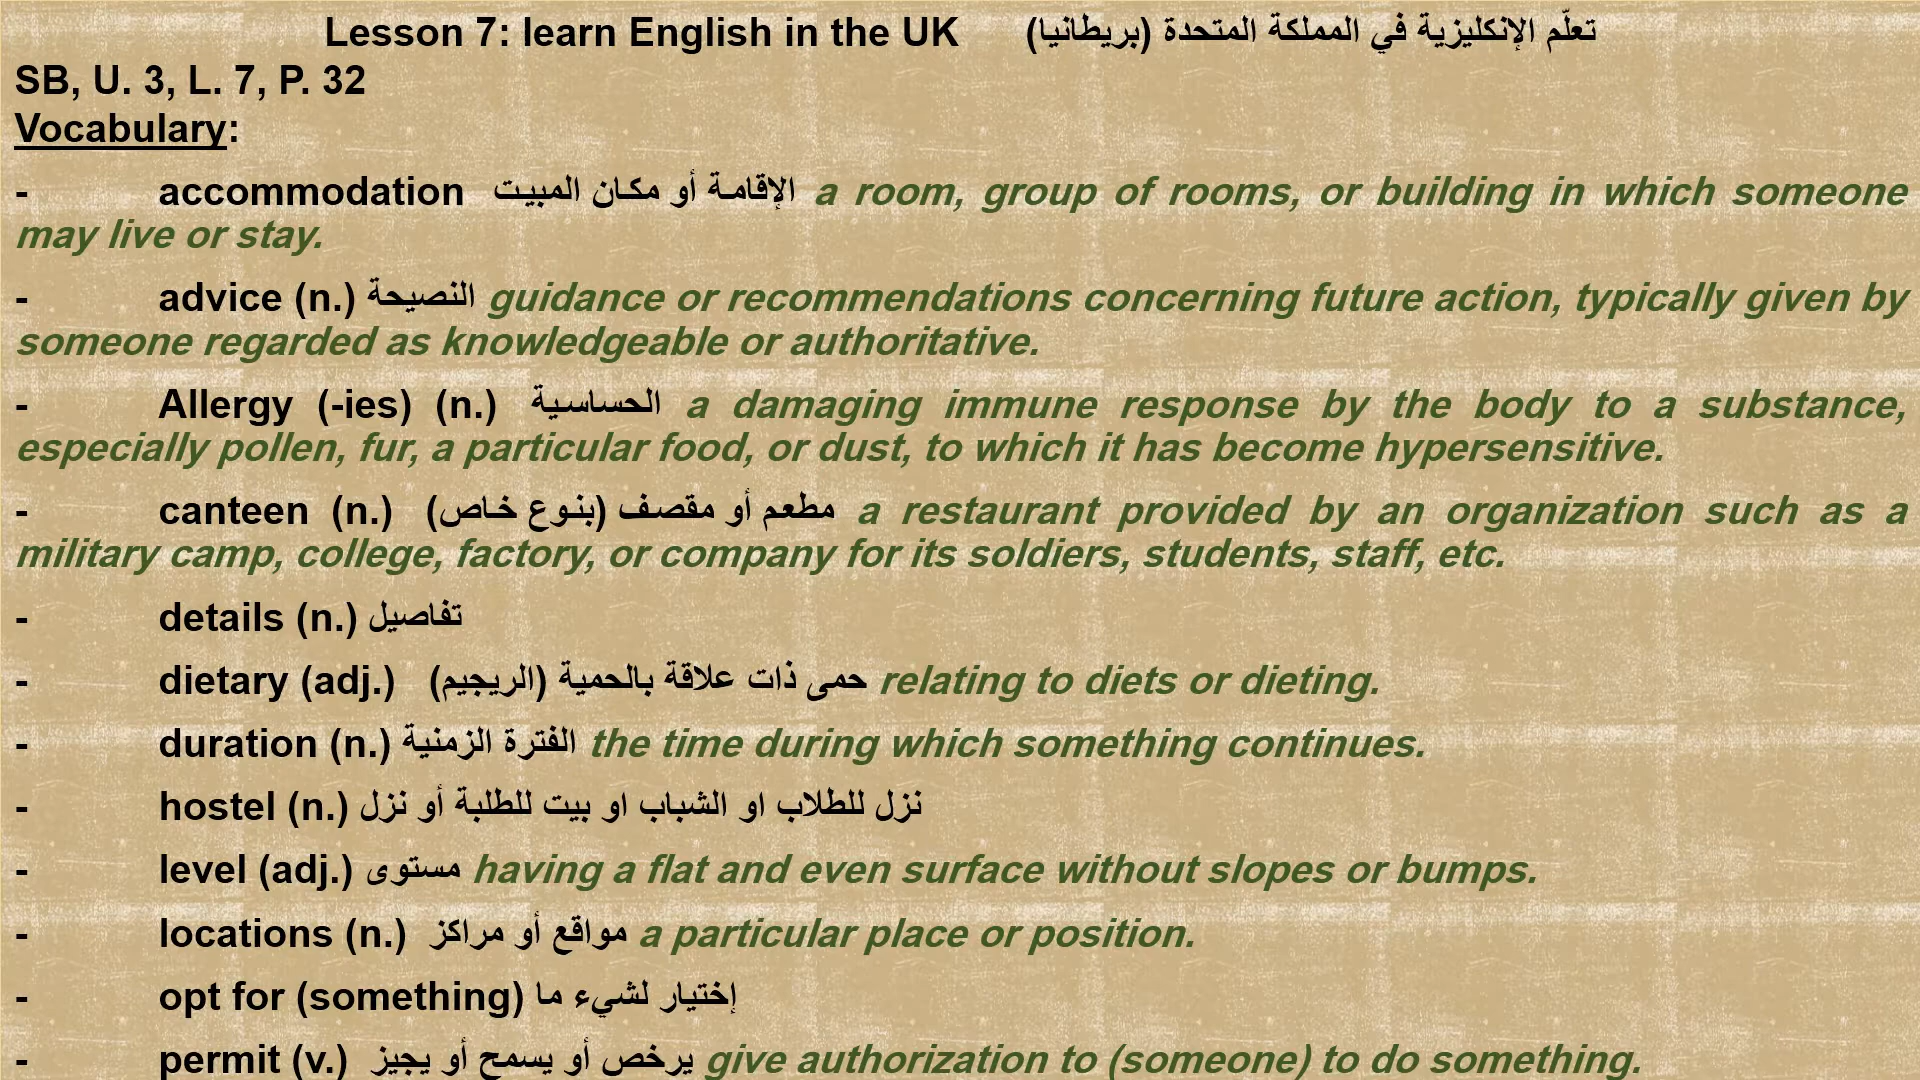 Lesson 7: learn English in the UK تعلّم الإنكليزية في المملكة المتحدة (بريطانيا)
SB, U. 3, L. 7, P. 32
Vocabulary:
- accommodation الإقامة أو مكان المبيت a room, group of rooms, or building in which someone
may live or stay.
- advice (n.) النصيحة guidance or recommendations concerning future action, typically given by
someone regarded as knowledgeable or authoritative.
- Allergy (-ies) (n.) الحساسية a damaging immune response by the body to a substance,
especially pollen, fur, a particular food, or dust, to which it has become hypersensitive.
- canteen (n.) مطعم أو مقصف (بنوع خاص) a restaurant provided by an organization such as a
military camp, college, factory, or company for its soldiers, students, staff, etc.
- details (n.) تفاصيل
- dietary (adj.) حمى ذات علاقة بالحمية (الريجيم) relating to diets or dieting.
- duration (n.) الفترة الزمنية the time during which something continues.
- hostel (n.) نزل للطلاب او الشباب او بيت للطلبة أو نزل
- level (adj.) مستوى having a flat and even surface without slopes or bumps.
- locations (n.) مواقع أو مراكز a particular place or position.
- opt for (something) إختيار لشيء ما
- permit (v.) يرخص أو يسمح أو يجيز give authorization to (someone) to do something.